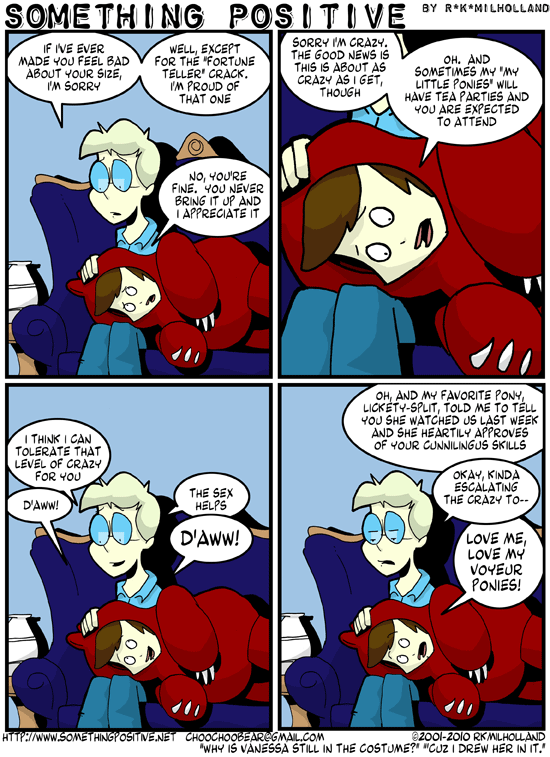 SOMETHING POSITIVE BY R*K*MILHOLLAND
IF I'VE EVER
MADE YOU FEEL BAD
ABOUT YOUR SIZE,
I'M SORRY
WELL, EXCEPT
FOR THE "FORTUNE
TELLER" CRACK.
I'M PROUD OF
THAT ONE
NO, YOU'RE
FINE. YOU NEVER
BRING IT UP AND
I APPRECIATE IT
SORRY I'M CRAZY.
THE GOOD NEWS IS
THIS IS ABOUT AS
CRAZY AS I GET,
THOUGH
OH. AND
SOMETIMES MY "MY
LITTLE PONIES" WILL
HAVE TEA PARTIES AND
YOU ARE EXPECTED
TO ATTEND
I THINK I CAN
TOLERATE THAT
LEVEL OF CRAZY
FOR YOU
D'AWW!
THE SEX
HELPS
D'AWW!
OH, AND MY FAVORITE PONY,
LICKETY-SPLIT, TOLD ME TO TELL
YOU SHE WATCHED US LAST WEEK
AND SHE HEARTILY APPROVES
OF YOUR CUNNILINGUS SKILLS
OKAY, KINDA
ESCALATING
THE CRAZY TO--
LOVE ME,
LOVE MY
VOYEUR
PONIES!
HTTP://WWW.SOMETHINGPOSITIVE.NET CHOOCHOOBEAR@GMAIL.COM ©2001-2010 RKMILHOLLAND
"WHY IS VANESSA STILL IN THE COSTUME?" "'CUZ I DREW HER IN IT."